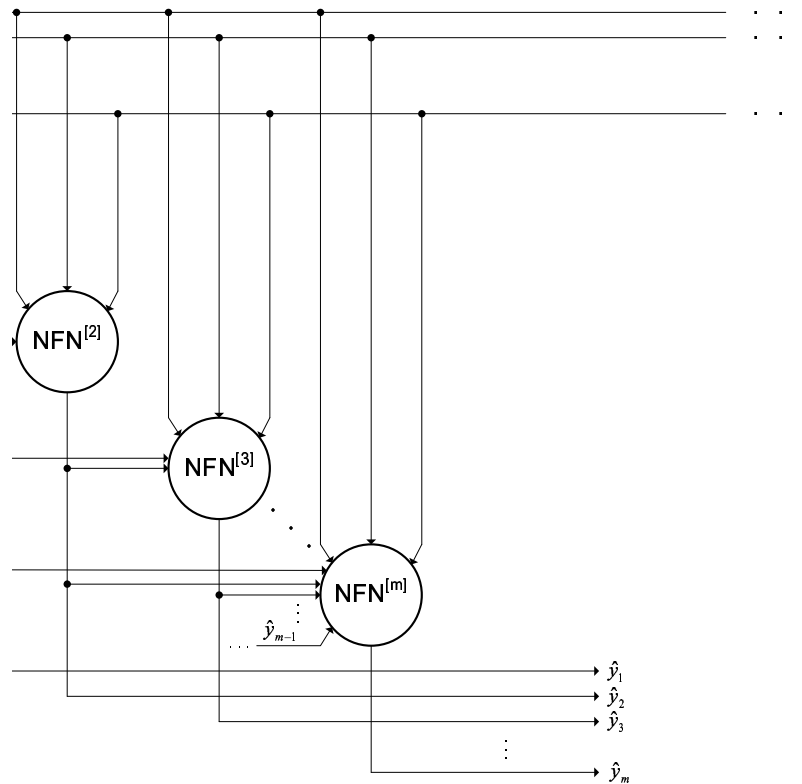 NFN^[2]
NFN^[3]
NFN^[m]
... ŷ_{m−1}
ŷ_1
ŷ_2
ŷ_3
ŷ_m